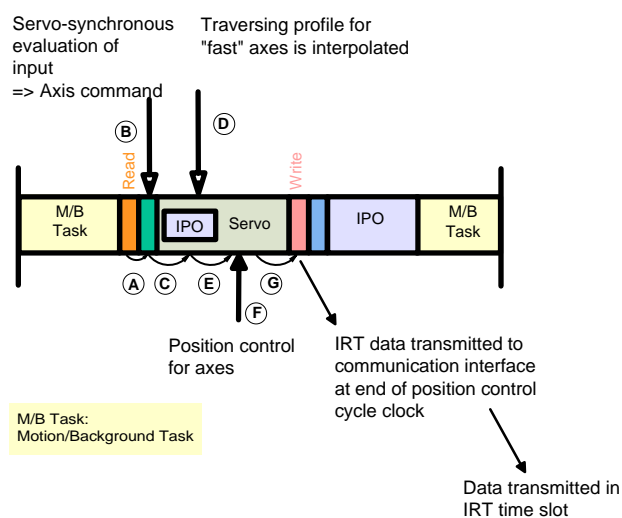 Servo-synchronous
evaluation of
input
=> Axis command
Traversing profile for
"fast" axes is interpolated
B
D
Read
Write
M/B
Task
IPO
Servo
IPO
M/B
Task
A
C
E
G
F
Position control
for axes
IRT data transmitted to
communication interface
at end of position control
cycle clock
M/B Task:
Motion/Background Task
Data transmitted in
IRT time slot